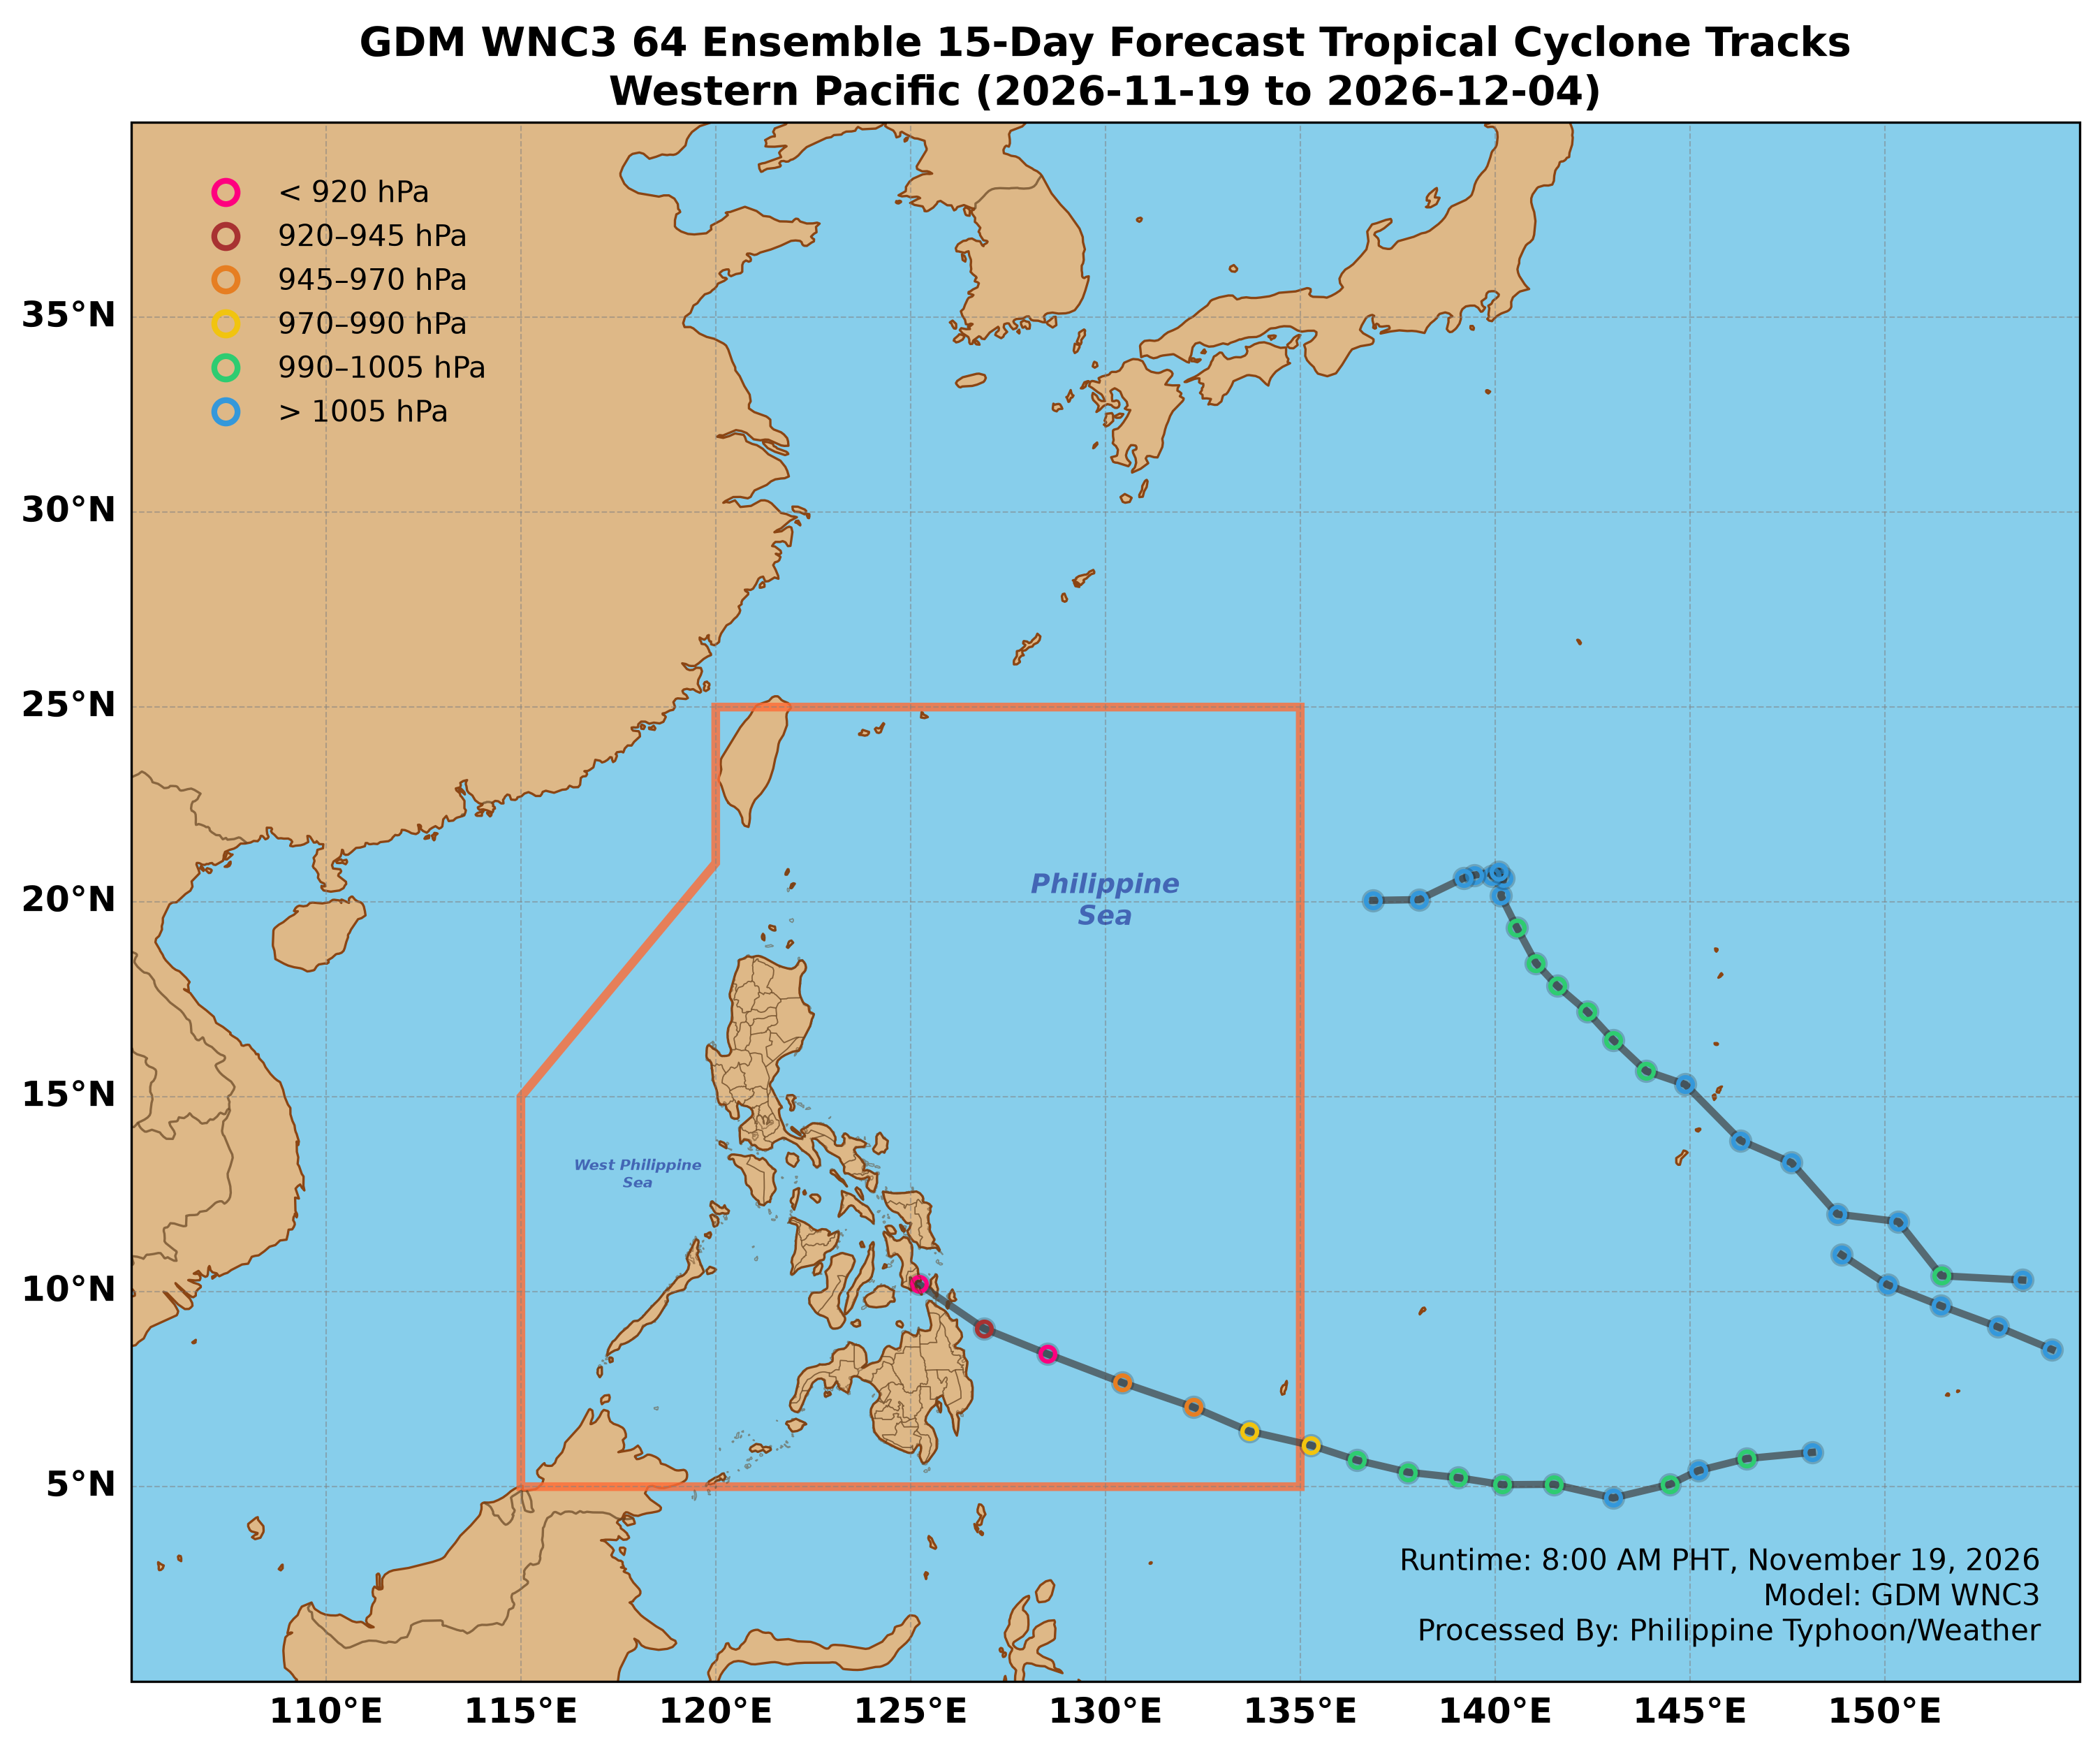 GDM WNC3 64 Ensemble 15-Day Forecast Tropical Cyclone Tracks
Western Pacific (2026-11-19 to 2026-12-04)
< 920 hPa
920–945 hPa
945–970 hPa
970–990 hPa
990–1005 hPa
> 1005 hPa
35°N
30°N
25°N
20°N
15°N
10°N
5°N
Philippine
Sea
West Philippine
Sea
Runtime: 8:00 AM PHT, November 19, 2026
Model: GDM WNC3
Processed By: Philippine Typhoon/Weather
110°E 115°E 120°E 125°E 130°E 135°E 140°E 145°E 150°E